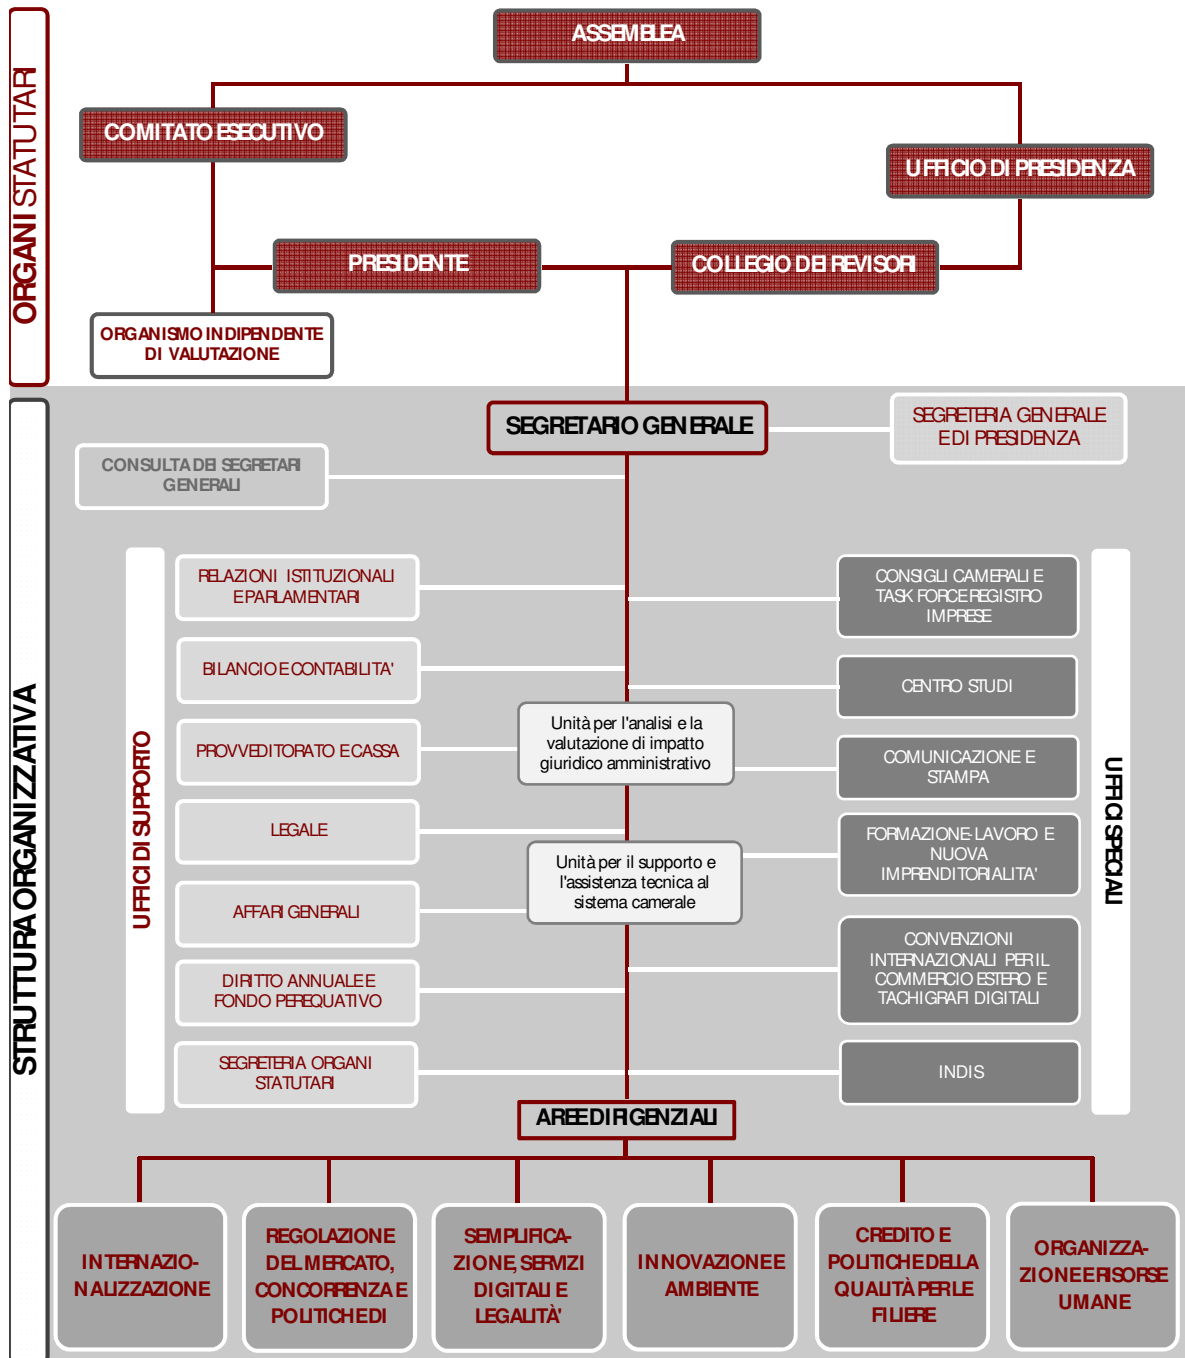 ORGANI STATUTARI
ASSEMBLEA
COMITATO ESECUTIVO
UFFICIO DI PRESIDENZA
PRESIDENTE
COLLEGIO DEI REVISORI
ORGANISMO INDIPENDENTE
DI VALUTAZIONE
STRUTTURA ORGANIZZATIVA
SEGRETARIO GENERALE
SEGRETERIA GENERALE
E DI PRESIDENZA
CONSULTA DEI SEGRETARI
GENERALI
UFFICI DI SUPPORTO
RELAZIONI ISTITUZIONALI
E PARLAMENTARI
BILANCIO E CONTABILITA'
PROVVEDITORATO E CASSA
LEGALE
AFFARI GENERALI
DIRITTO ANNUALE E
FONDO PEREQUATIVO
SEGRETERIA ORGANI
STATUTARI
Unità per l'analisi e la
valutazione di impatto
giuridico amministrativo
Unità per il supporto e
l'assistenza tecnica al
sistema camerale
UFFICI SPECIALI
CONSIGLI CAMERALI E
TASK FORCE REGISTRO
IMPRESE
CENTRO STUDI
COMUNICAZIONE E
STAMPA
FORMAZIONE-LAVORO E
NUOVA
IMPRENDITORIALITA'
CONVENZIONI
INTERNAZIONALI PER IL
COMMERCIO ESTERO E
TACHIGRAFI DIGITALI
INDIS
AREE DIRIGENZIALI
INTERNAZIO-
NALIZZAZIONE
REGOLAZIONE
DEL MERCATO,
CONCORRENZA E
POLITICHE DI
SEMPLIFICA-
ZIONE, SERVIZI
DIGITALI E
LEGALITÀ'
INNOVAZIONE E
AMBIENTE
CREDITO E
POLITICHE DELLA
QUALITÀ PER LE
FILIERE
ORGANIZZA-
ZIONE E RISORSE
UMANE